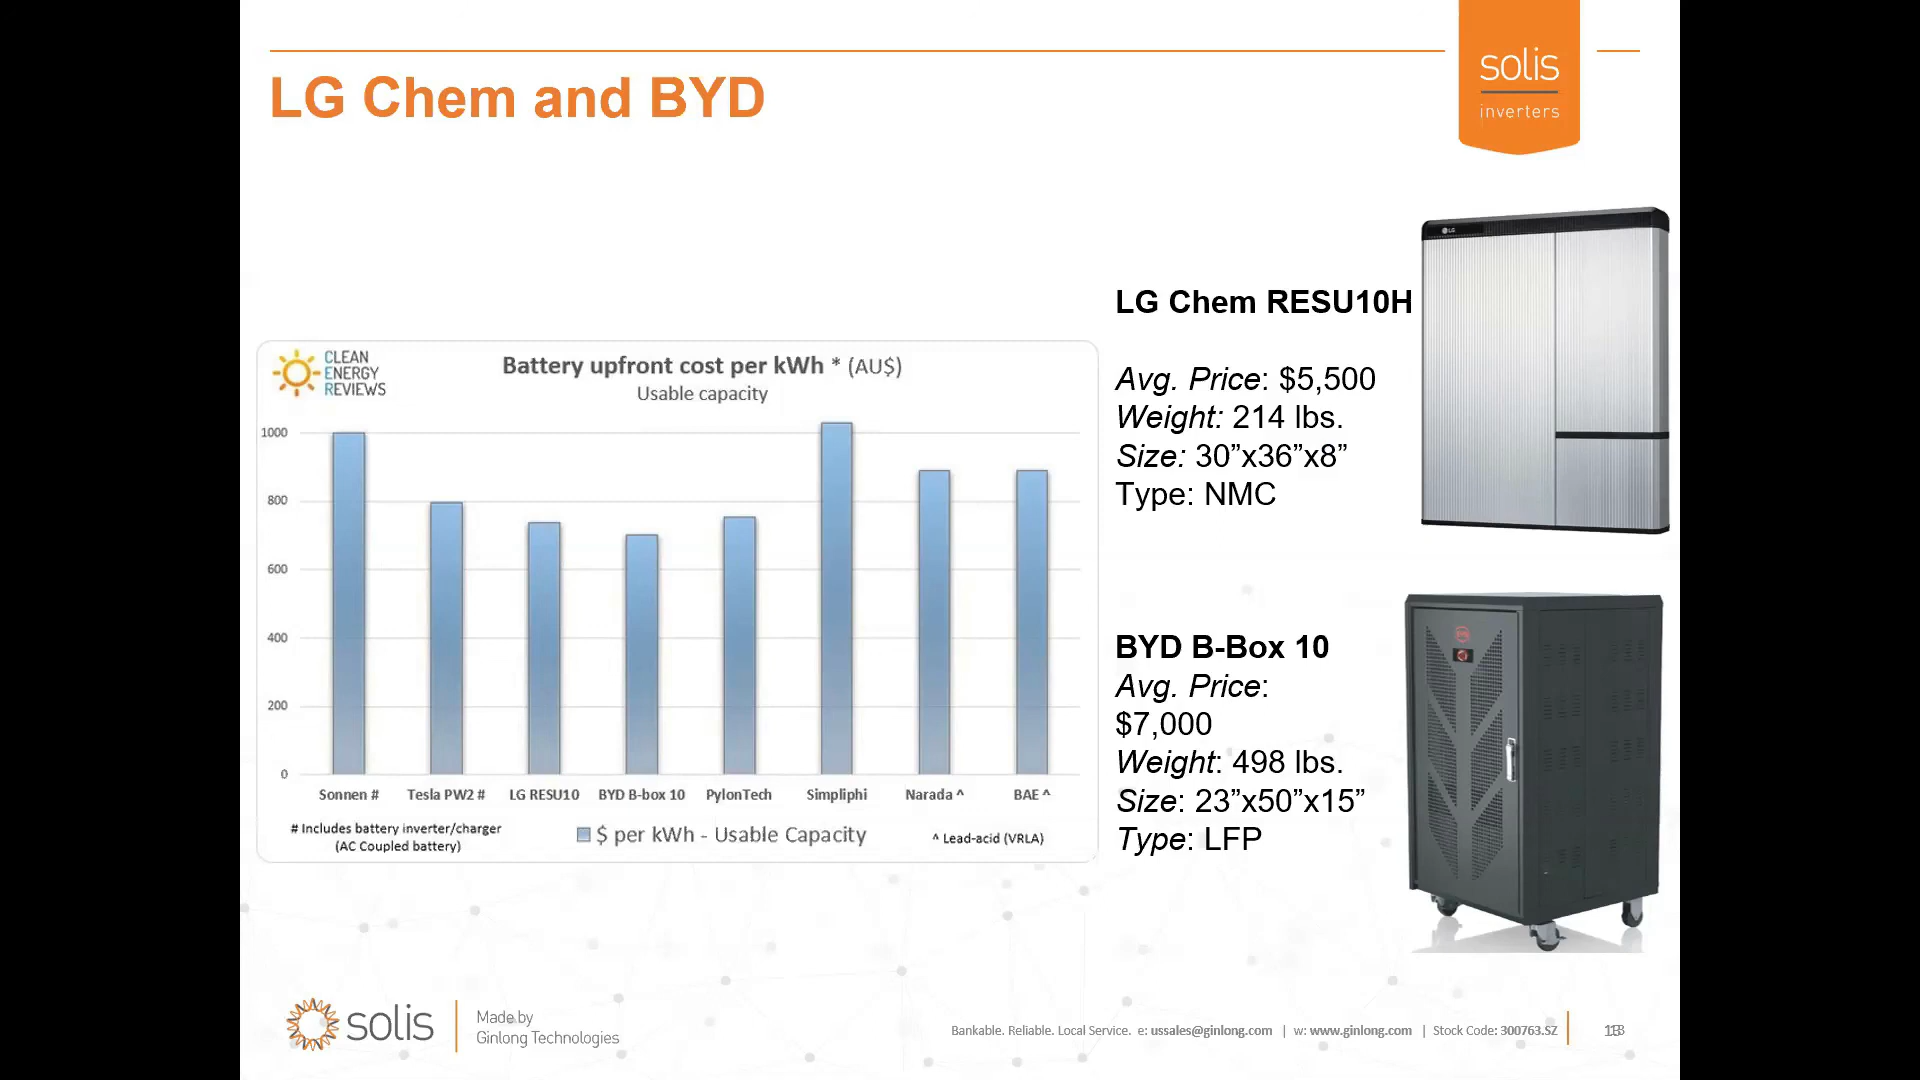 LG Chem and BYD
solis
inverters
CLEAN
ENERGY
REVIEWS
Battery upfront cost per kWh * (AU$)
Usable capacity
1000
800
600
400
200
0
Sonnen #
Tesla PW2 #
LG RESU10
BYD B-box 10
PylonTech
Simpliphi
Narada ^
BAE ^
# Includes battery inverter/charger
(AC Coupled battery)
$ per kWh - Usable Capacity
^ Lead-acid (VRLA)
LG Chem RESU10H
Avg. Price: $5,500
Weight: 214 lbs.
Size: 30”x36”x8”
Type: NMC
LG
BYD B-Box 10
Avg. Price:
$7,000
Weight: 498 lbs.
Size: 23”x50”x15”
Type: LFP
solis
Made by
Ginlong Technologies
Bankable. Reliable. Local Service. e: ussales@ginlong.com | w: www.ginlong.com | Stock Code: 300763.SZ